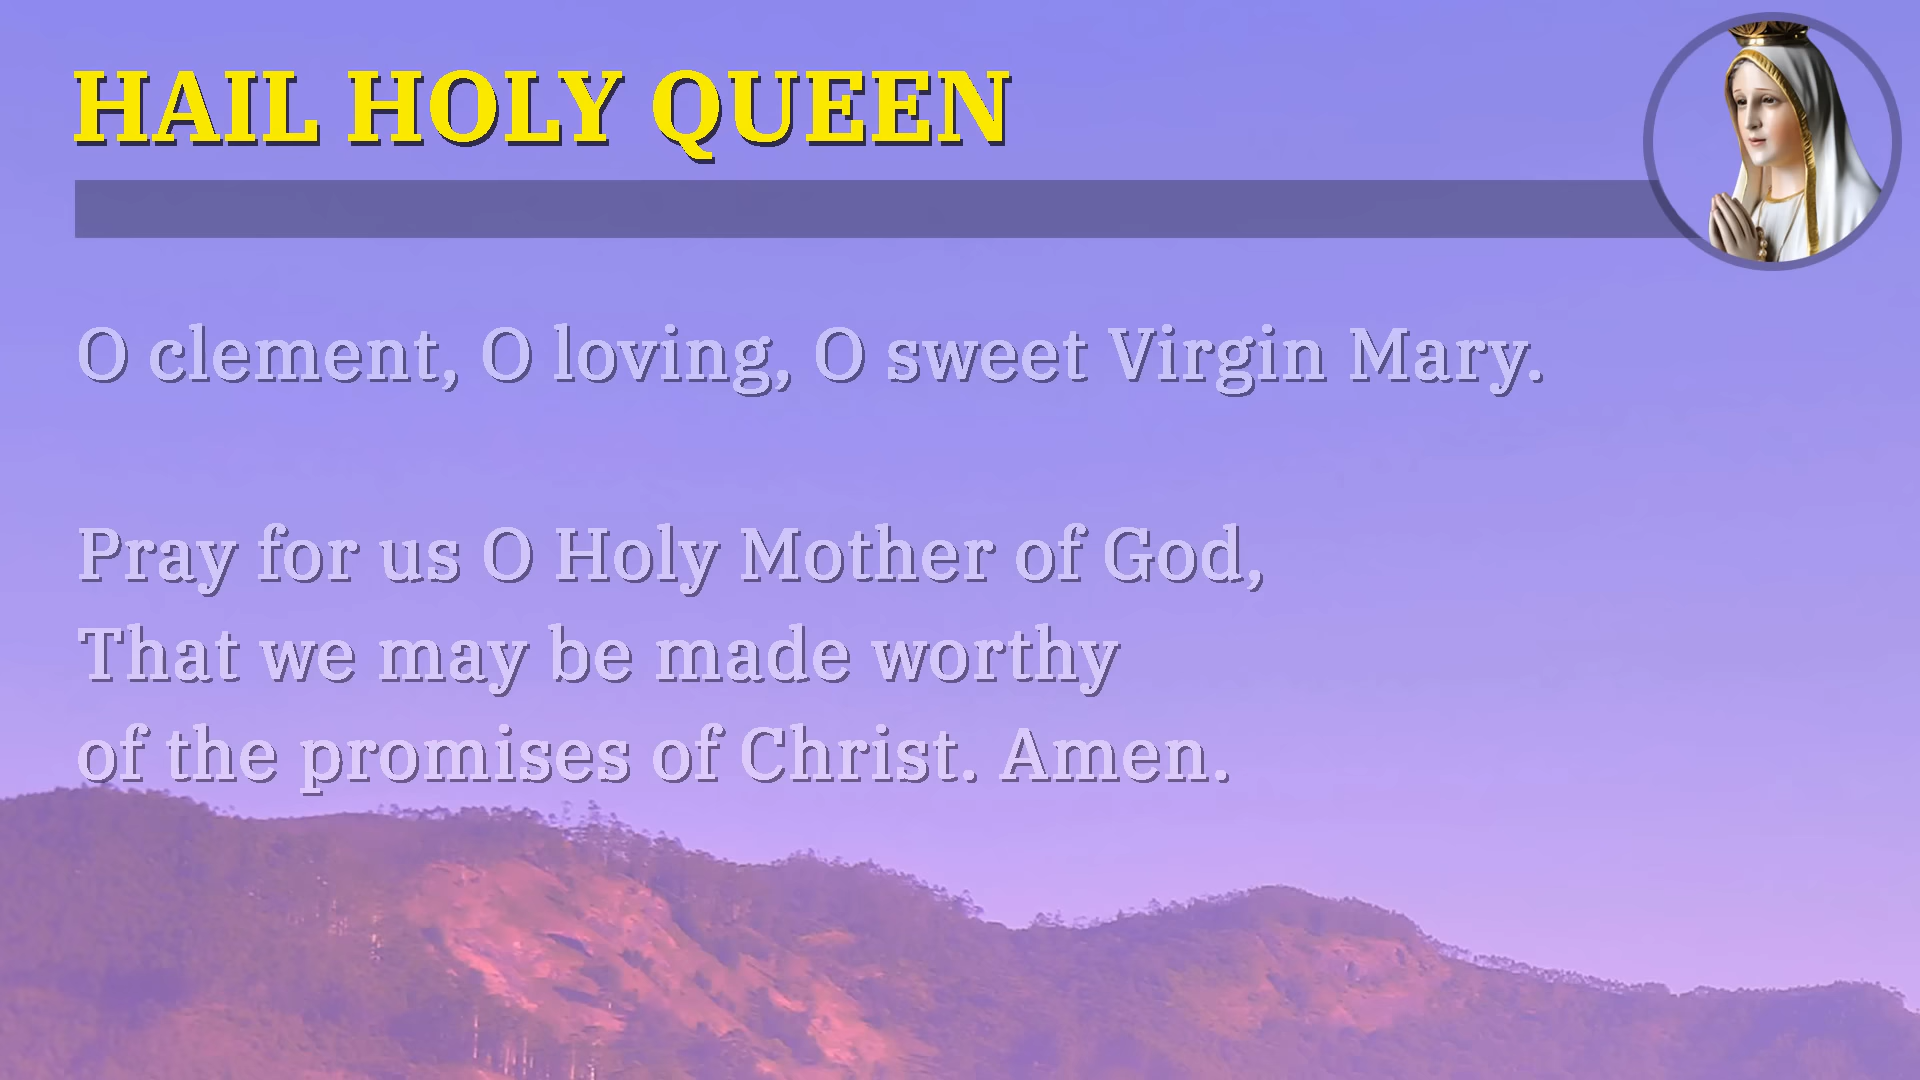 HAIL HOLY QUEEN
O clement, O loving, O sweet Virgin Mary.
Pray for us O Holy Mother of God,
That we may be made worthy
of the promises of Christ. Amen.